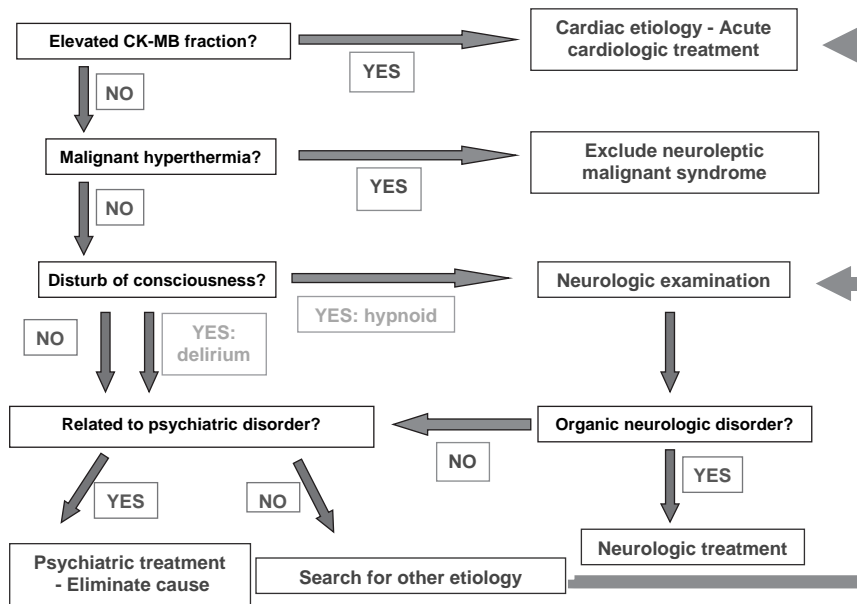 Elevated CK-MB fraction?
YES
Cardiac etiology - Acute
cardiologic treatment
NO
Malignant hyperthermia?
YES
Exclude neuroleptic
malignant syndrome
NO
Disturb of consciousness?
YES: hypnoid
Neurologic examination
NO
YES:
delirium
Related to psychiatric disorder?
NO
Organic neurologic disorder?
YES
NO
YES
Psychiatric treatment
- Eliminate cause
Search for other etiology
Neurologic treatment